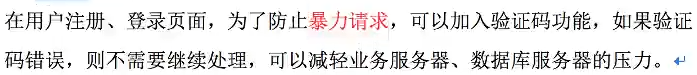 在用户注册、登录页面，为了防止暴力请求，可以加入验证码功能，如果验证
码错误，则不需要继续处理，可以减轻业务服务器、数据库服务器的压力。